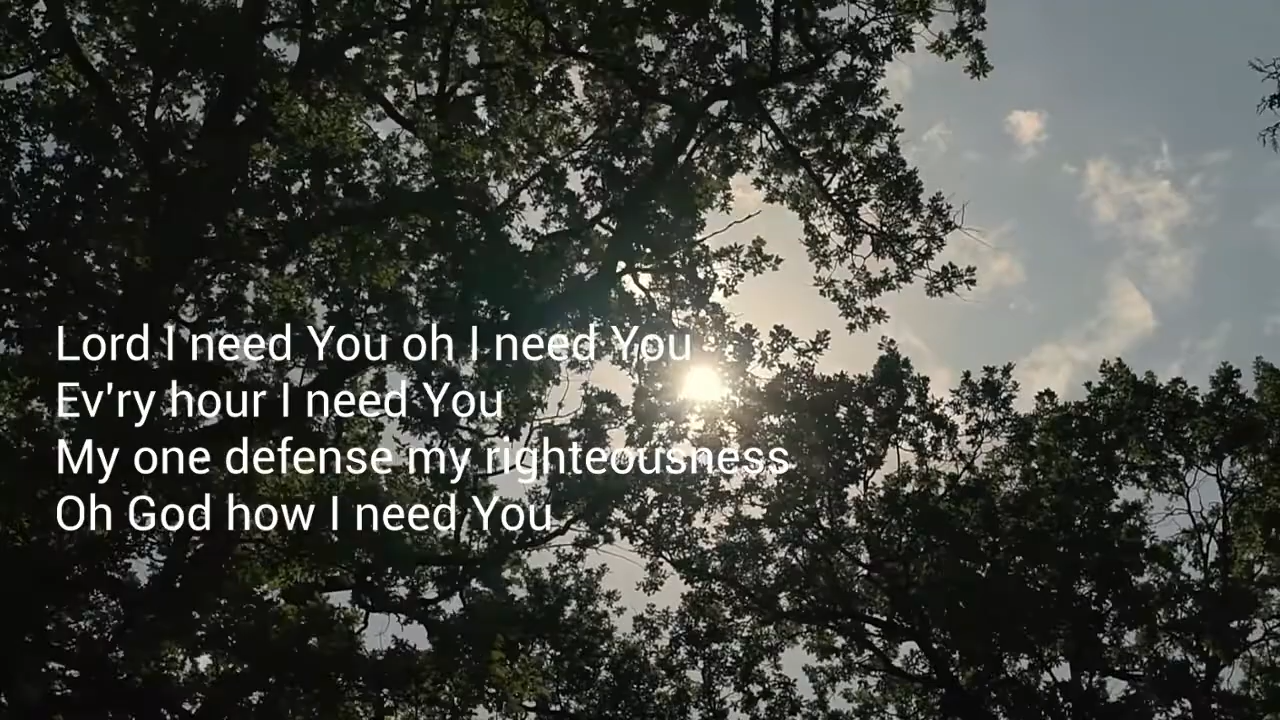 Lord I need You oh I need You
Ev'ry hour I need You
My one defense my righteousness
Oh God how I need You